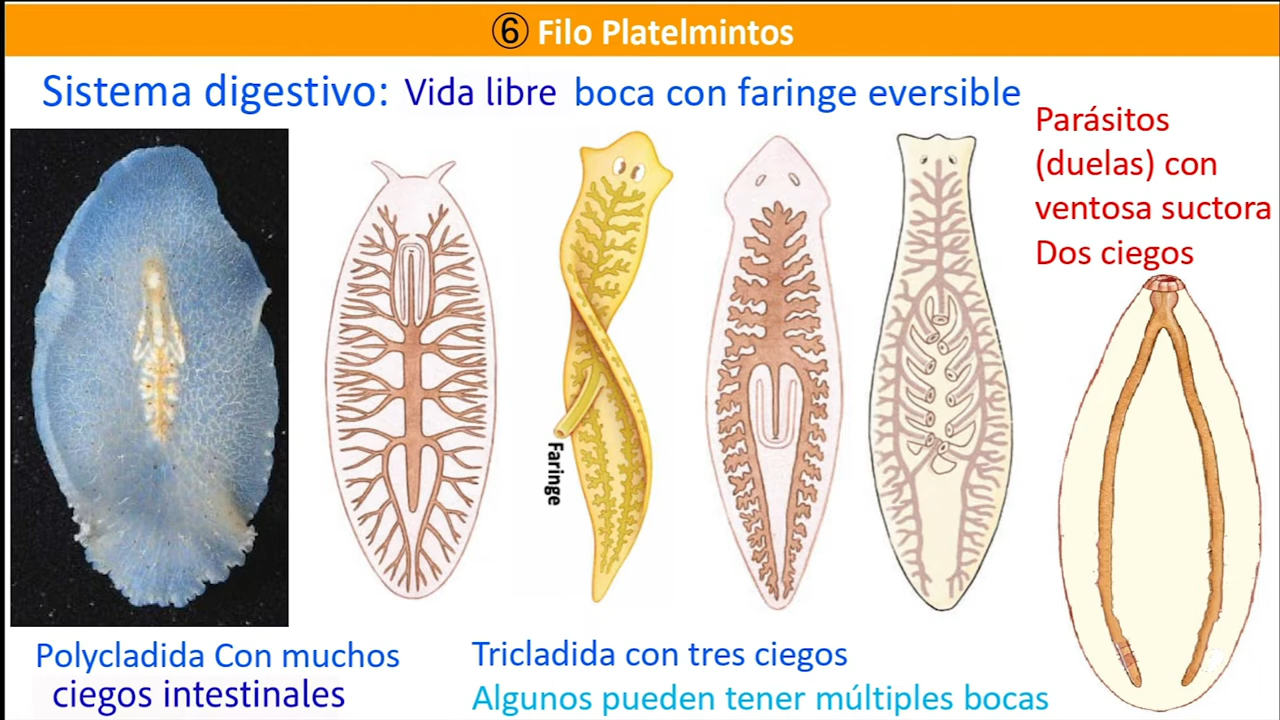 ⑥ Filo Platelmintos
Sistema digestivo: Vida libre boca con faringe eversible
Parásitos
(duelas) con
ventosa suctora
Dos ciegos
Faringe
Polycladida Con muchos
ciegos intestinales
Tricladida con tres ciegos
Algunos pueden tener múltiples bocas